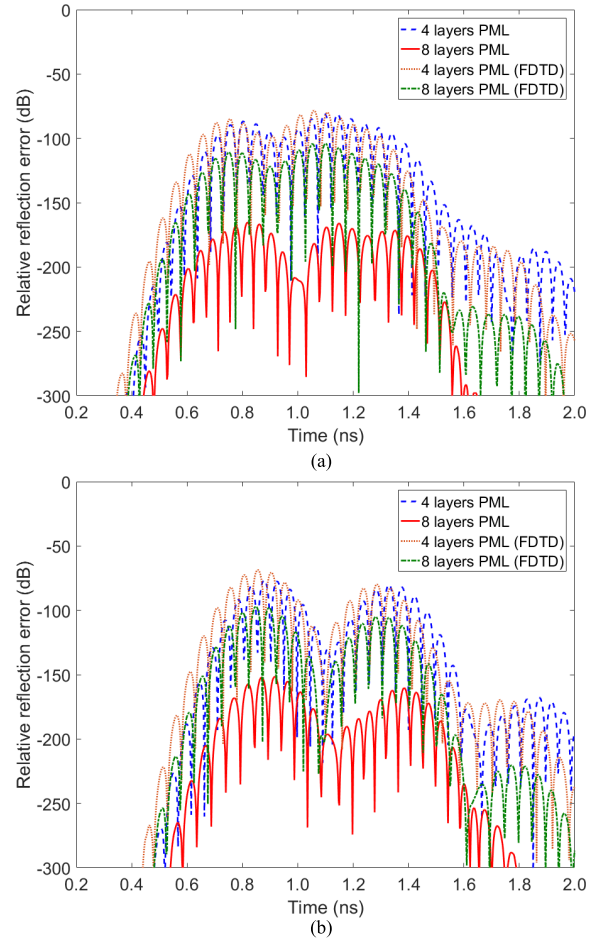 0
-50
-100
-150
-200
-250
-300
Relative reflection error (dB)
4 layers PML
8 layers PML
4 layers PML (FDTD)
8 layers PML (FDTD)
0.2 0.4 0.6 0.8 1.0 1.2 1.4 1.6 1.8 2.0
Time (ns)
(a)
0
-50
-100
-150
-200
-250
-300
Relative reflection error (dB)
4 layers PML
8 layers PML
4 layers PML (FDTD)
8 layers PML (FDTD)
0.2 0.4 0.6 0.8 1.0 1.2 1.4 1.6 1.8 2.0
Time (ns)
(b)